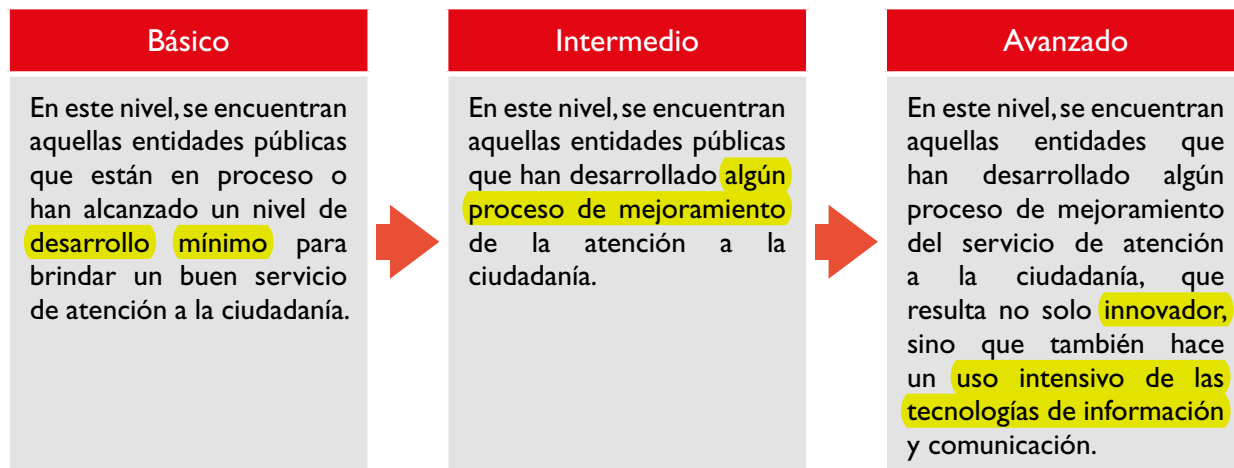 Básico
En este nivel, se encuentran
aquellas entidades públicas
que están en proceso o
han alcanzado un nivel de
desarrollo mínimo para
brindar un buen servicio
de atención a la ciudadanía.
Intermedio
En este nivel, se encuentran
aquellas entidades públicas
que han desarrollado algún
proceso de mejoramiento
de la atención a la
ciudadanía.
Avanzado
En este nivel, se encuentran
aquellas entidades que
han desarrollado algún
proceso de mejoramiento
del servicio de atención
a la ciudadanía, que
resulta no solo innovador,
sino que también hace
un uso intensivo de las
tecnologías de información
y comunicación.